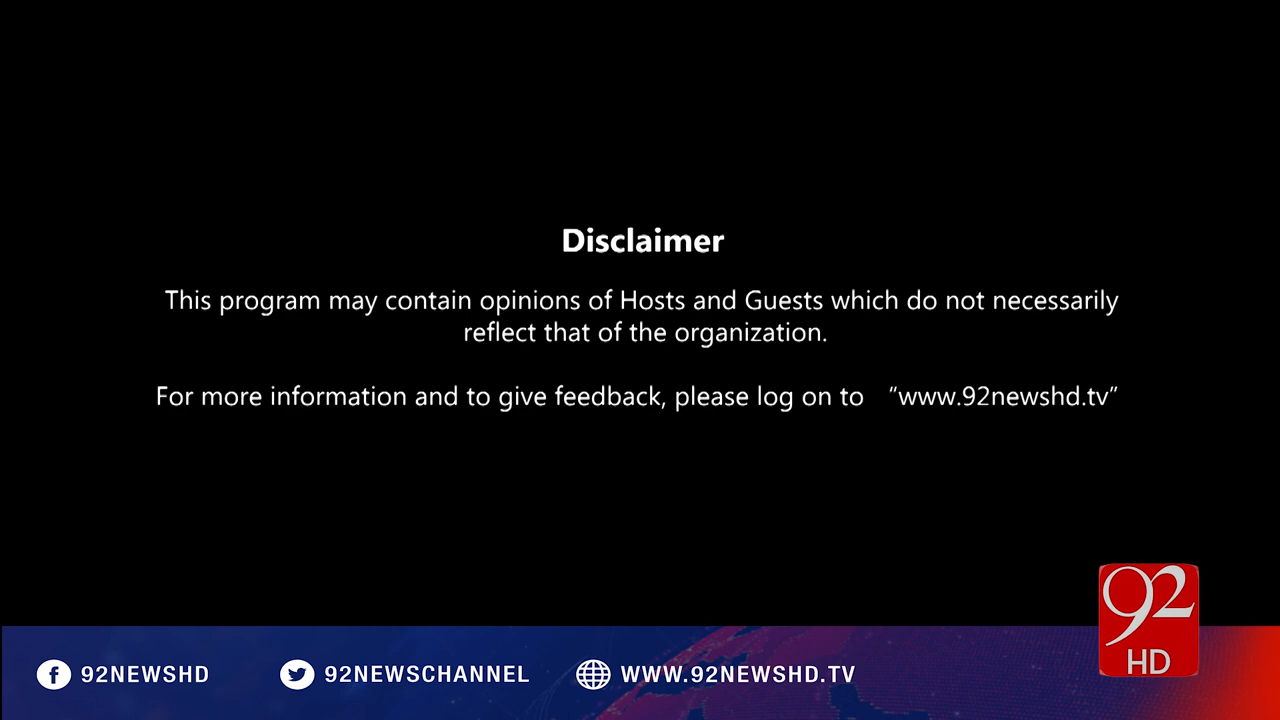 Disclaimer
This program may contain opinions of Hosts and Guests which do not necessarily
reflect that of the organization.
For more information and to give feedback, please log on to “www.92newshd.tv”
92
HD
92NEWSHD 92NEWSCHANNEL WWW.92NEWSHD.TV